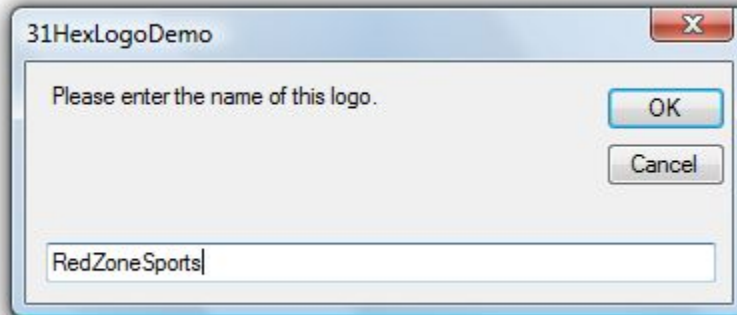 31HexLogoDemo
Please enter the name of this logo.
OK
Cancel
RedZoneSports